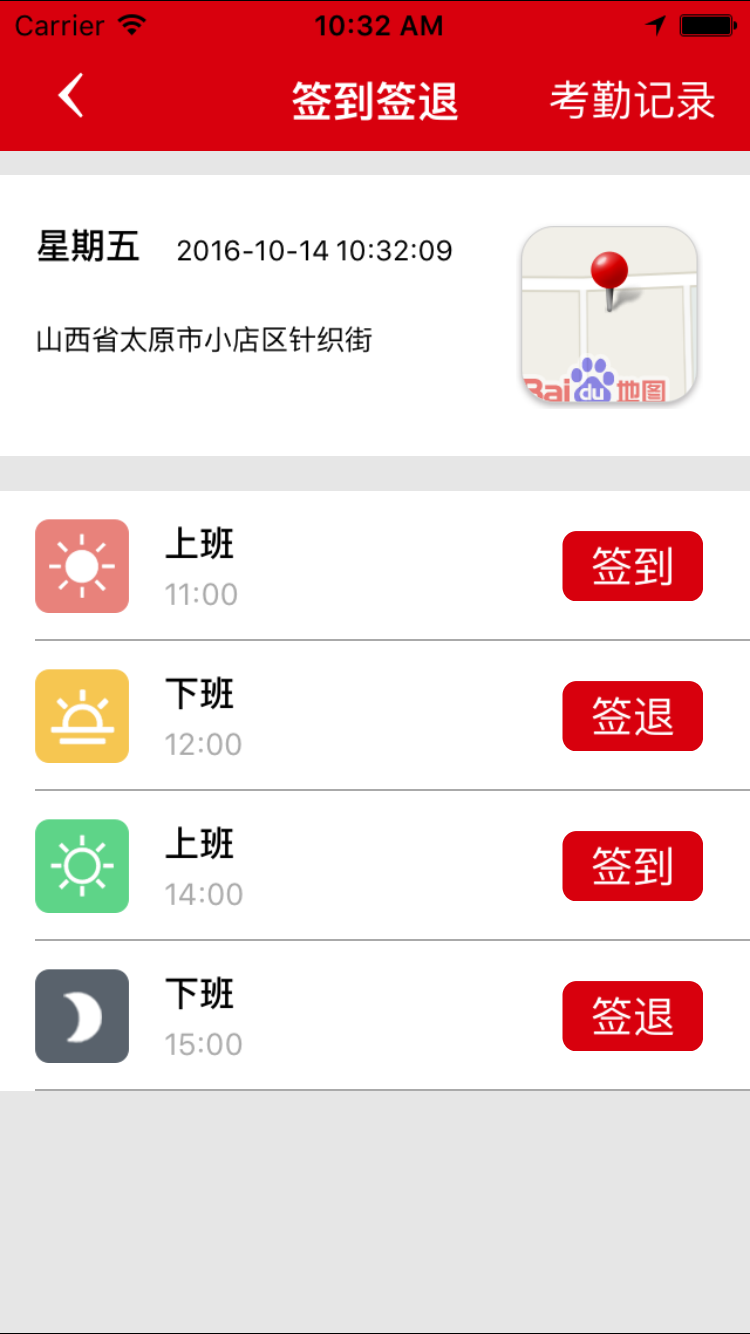 Carrier 10:32 AM
签到签退 考勤记录
星期五 2016-10-14 10:32:09
山西省太原市小店区针织街
Bai du 地图
上班
11:00
签到
下班
12:00
签退
上班
14:00
签到
下班
15:00
签退